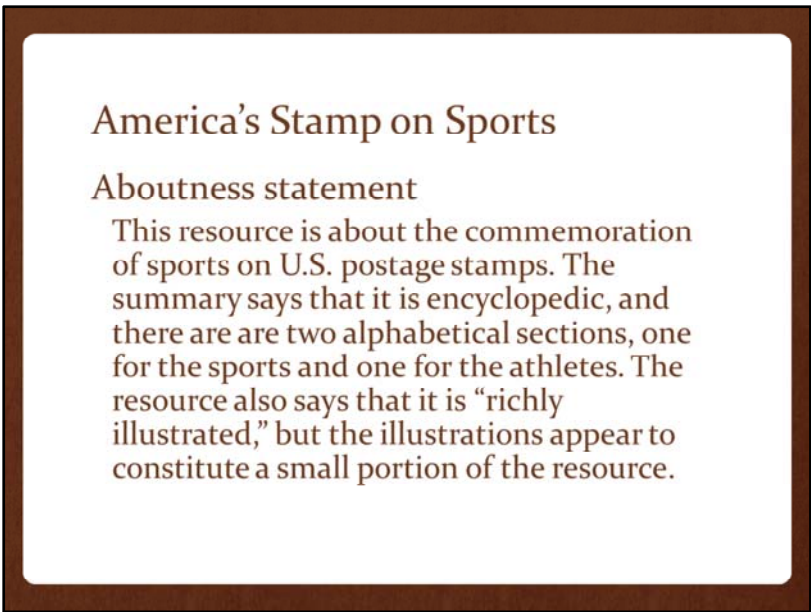 America’s Stamp on Sports
Aboutness statement
This resource is about the commemoration
of sports on U.S. postage stamps. The
summary says that it is encyclopedic, and
there are are two alphabetical sections, one
for the sports and one for the athletes. The
resource also says that it is “richly
illustrated,” but the illustrations appear to
constitute a small portion of the resource.